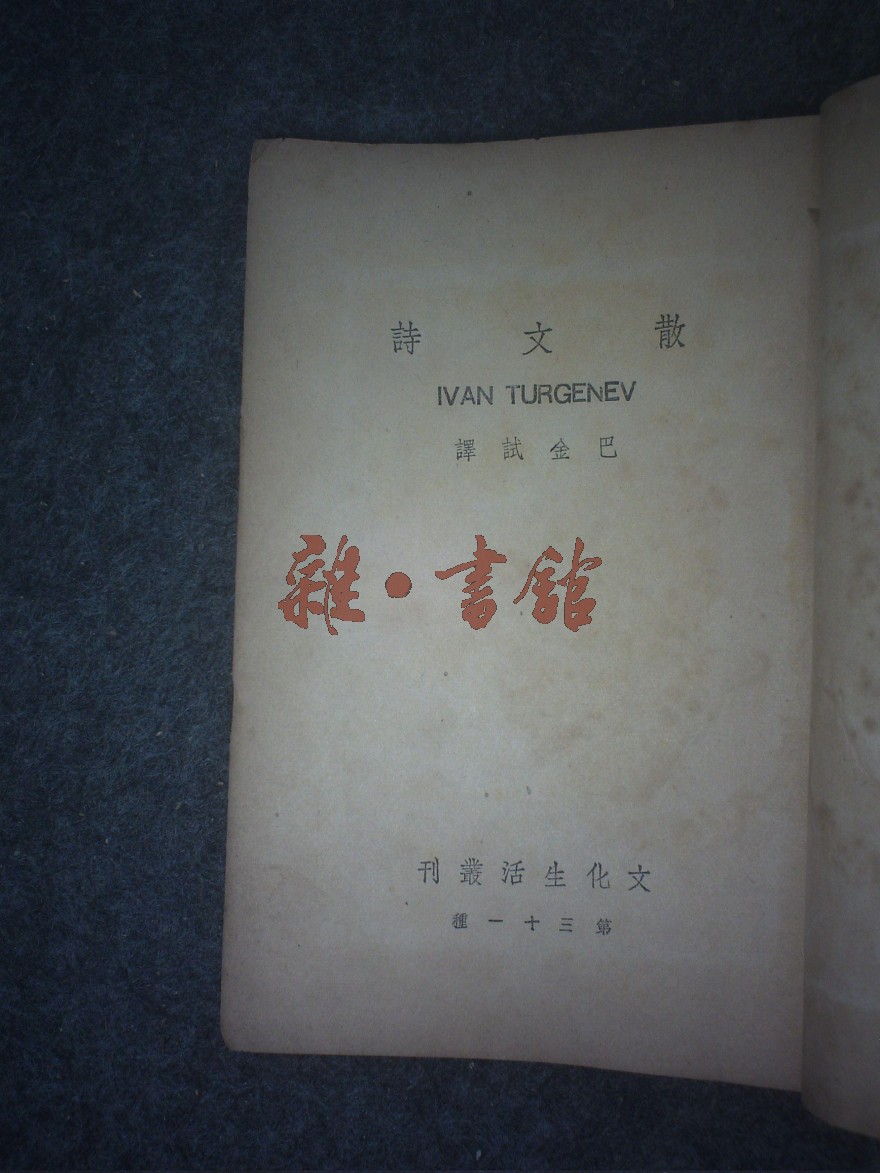 散文詩
IVAN TURGENEV
巴金試譯
雜·書館
文化生活叢刊
第三十一種